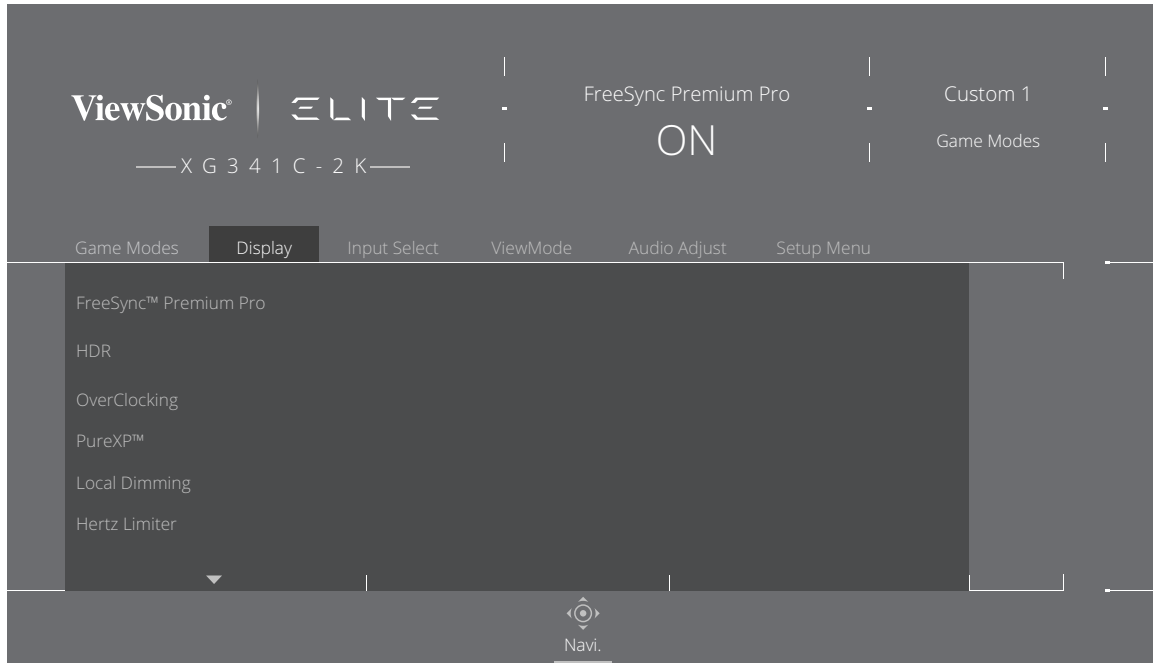 ViewSonic® ELITE
XG341C-2K
FreeSync Premium Pro
ON
Custom 1
Game Modes
Game Modes Display Input Select ViewMode Audio Adjust Setup Menu
FreeSync™ Premium Pro
HDR
OverClocking
PureXP™
Local Dimming
Hertz Limiter
Navi.